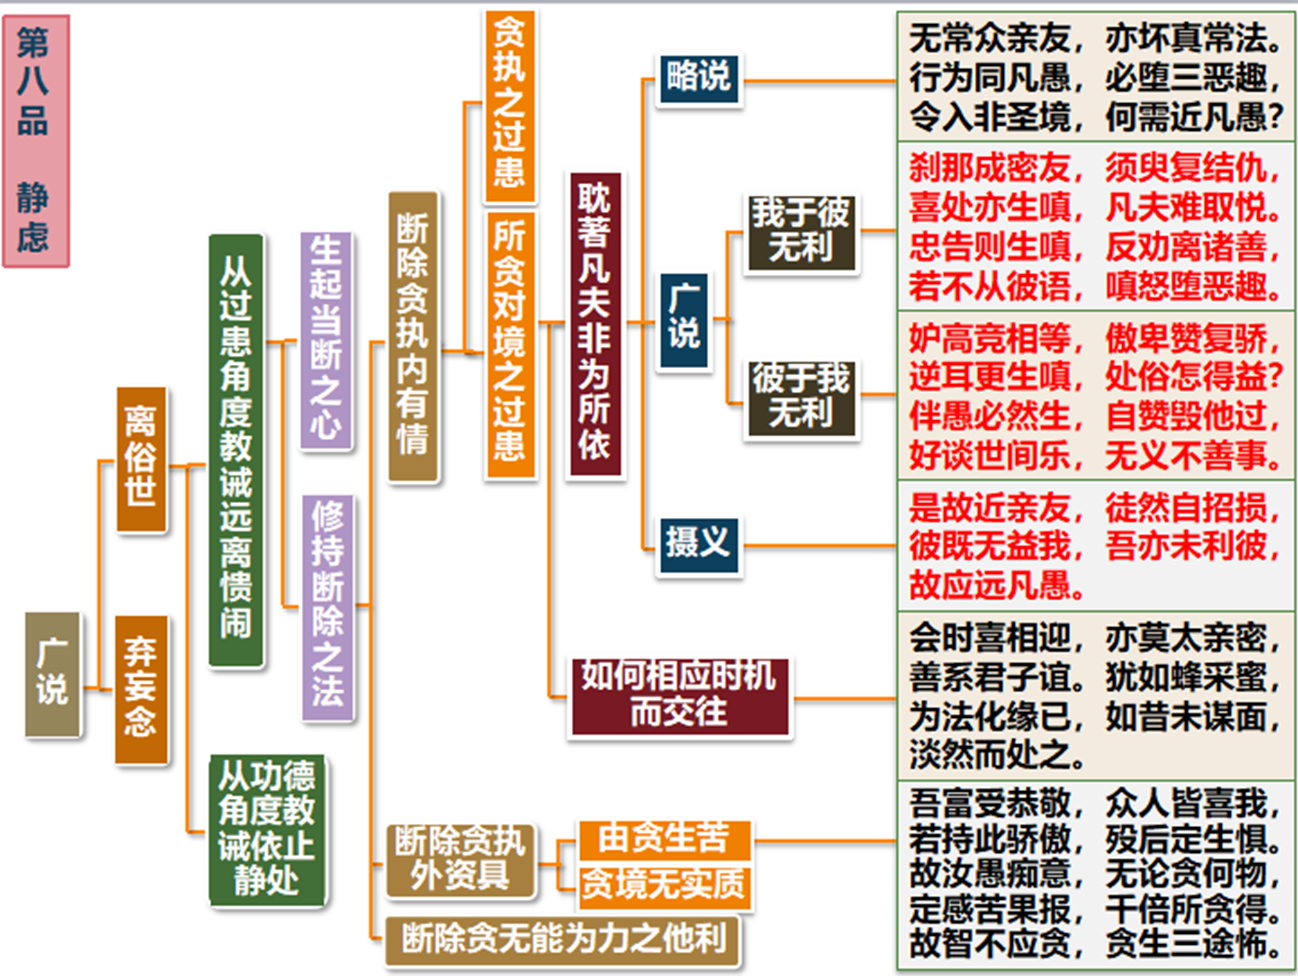 第八品 静虑
广说
离俗世
弃妄念
从过患角度教诫远离愦闹
从功德
角度教
诫依止
静处
生起当断之心
修持断除之法
断除贪执内有情
断除贪执
外资具
断除贪无能为力之他利
贪执之过患
所贪对境之过患
由贪生苦
贪境无实质
耽著凡夫非为所依
如何相应时机
而交往
略说
广说
摄义
我于彼
无利
彼于我
无利
无常众亲友，亦坏真常法。
行为同凡愚，必堕三恶趣，
令入非圣境，何需近凡愚？
刹那成密友，须臾复结仇，
喜处亦生嗔，凡夫难取悦。
忠告则生嗔，反劝离诸善，
若不从彼语，嗔怒堕恶趣。
妒高竞相等，傲卑赞复骄，
逆耳更生嗔，处俗怎得益？
伴愚必然生，自赞毁他过，
好谈世间乐，无义不善事。
是故近亲友，徒然自招损，
彼既无益我，吾亦未利彼，
故应远凡愚。
会时喜相迎，亦莫太亲密，
善系君子谊。犹如蜂采蜜，
为法化缘已，如昔未谋面，
淡然而处之。
吾富受恭敬，众人皆喜我，
若持此骄傲，殁后定生惧。
故汝愚痴意，无论贪何物，
定感苦果报，千倍所贪得。
故智不应贪，贪生三途怖。